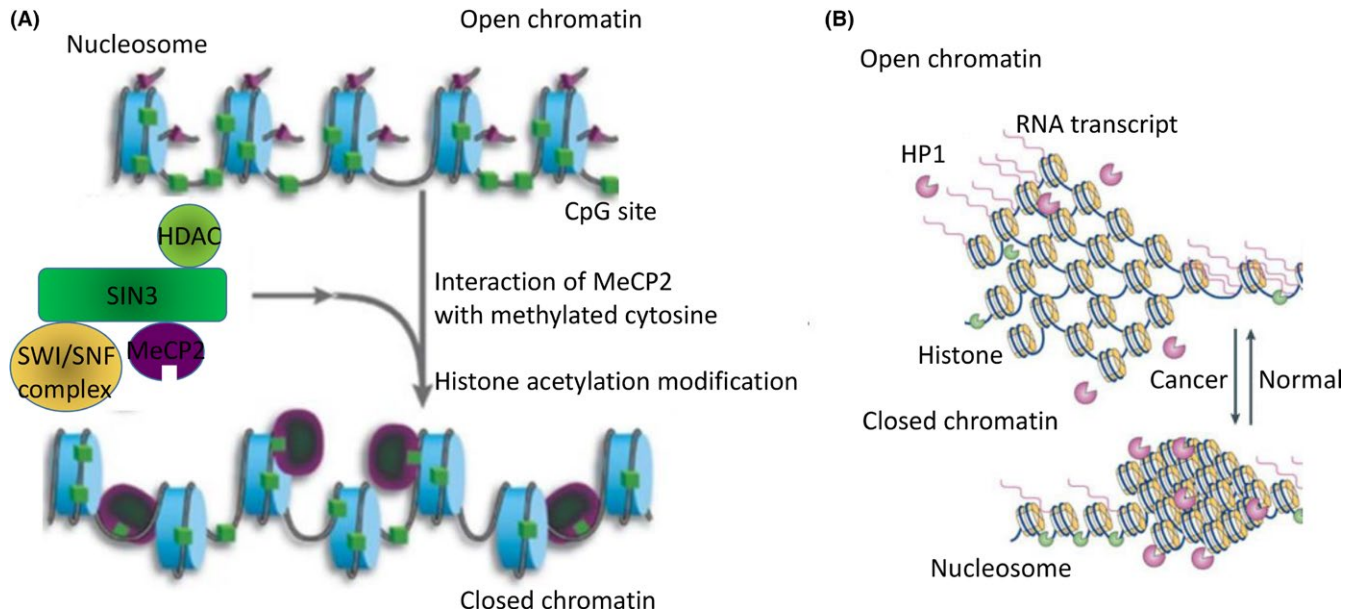 (A)
Open chromatin
Nucleosome
CpG site
HDAC
SIN3
SWI/SNF
complex
MeCP2
Interaction of MeCP2
with methylated cytosine
Histone acetylation modification
Closed chromatin
(B)
Open chromatin
RNA transcript
HP1
Histone
Cancer
Normal
Closed chromatin
Nucleosome